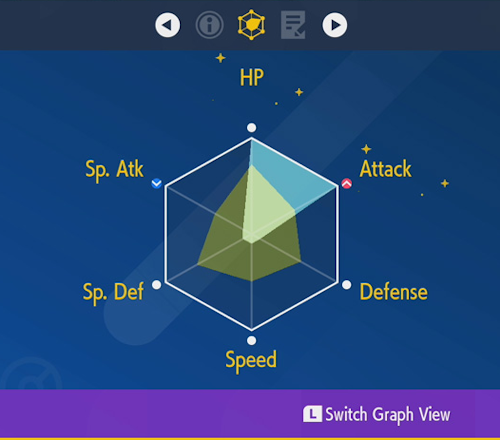 HP
Sp. Atk
Attack
Sp. Def
Defense
Speed
L Switch Graph View